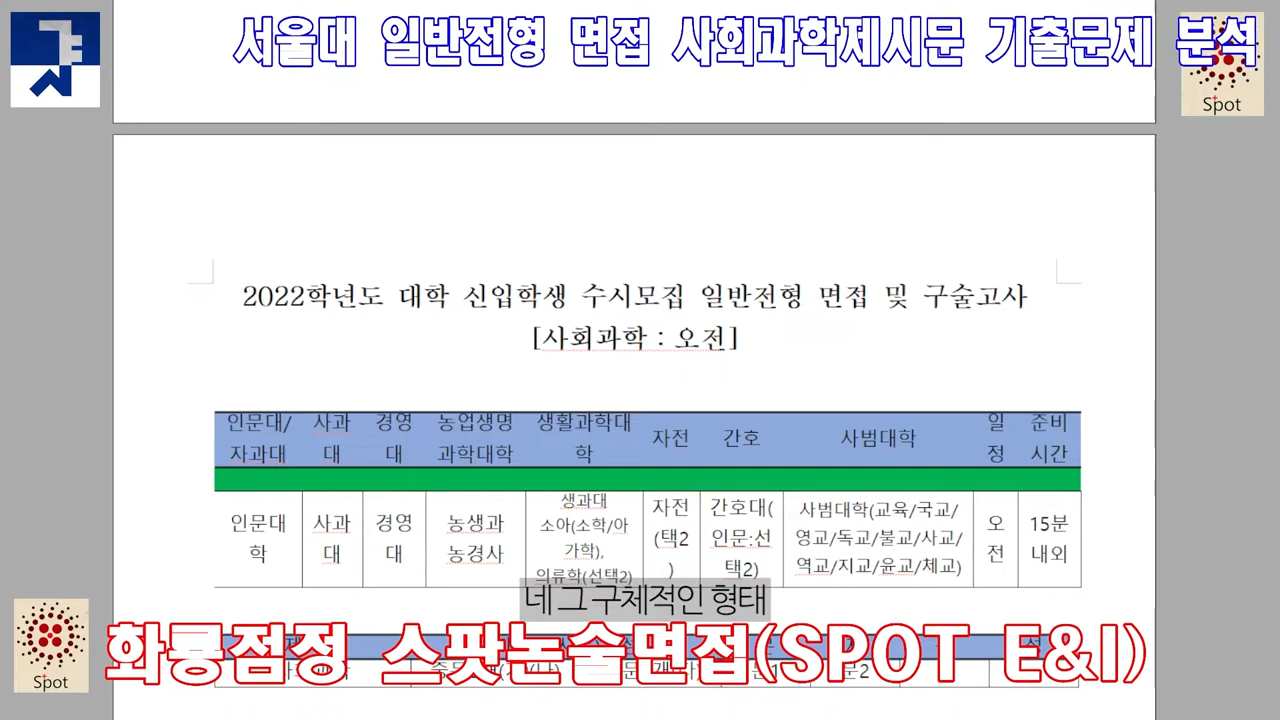 서울대 일반전형 면접 사회과학제시문 기출문제 분석
Spot
2022학년도 대학 신입학생 수시모집 일반전형 면접 및 구술고사
[사회과학 : 오전]
인문대/
자과대
사과
대
경영
대
농업생명
과학대학
생활과학대
학
자전
간호
사범대학
일
정
준비
시간
인문대
학
사과
대
경영
대
농생과
농경사
생과대
소아(소학/아
가학),
의류학(선택2)
자전
(택2
)
간호대(
인문:선
택2)
사범대학(교육/국교/
영교/독교/불교/사교/
역교/지교/윤교/체교)
오
전
15분
내외
네 그 구체적인 형태
화룡점정 스팟논술면접(SPOT E&I)
Spot